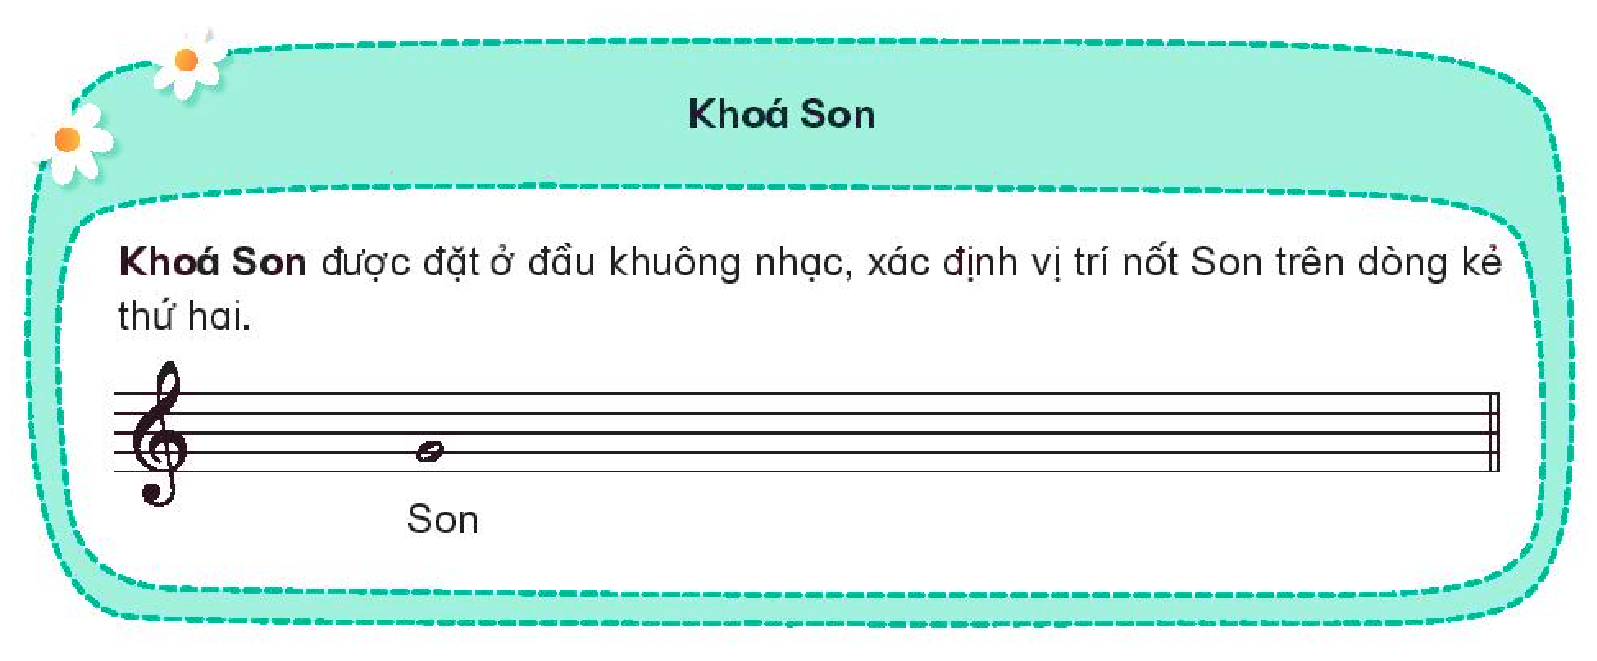 Khoá Son
Khoá Son được đặt ở đầu khuông nhạc, xác định vị trí nốt Son trên dòng kẻ
thứ hai.
Son